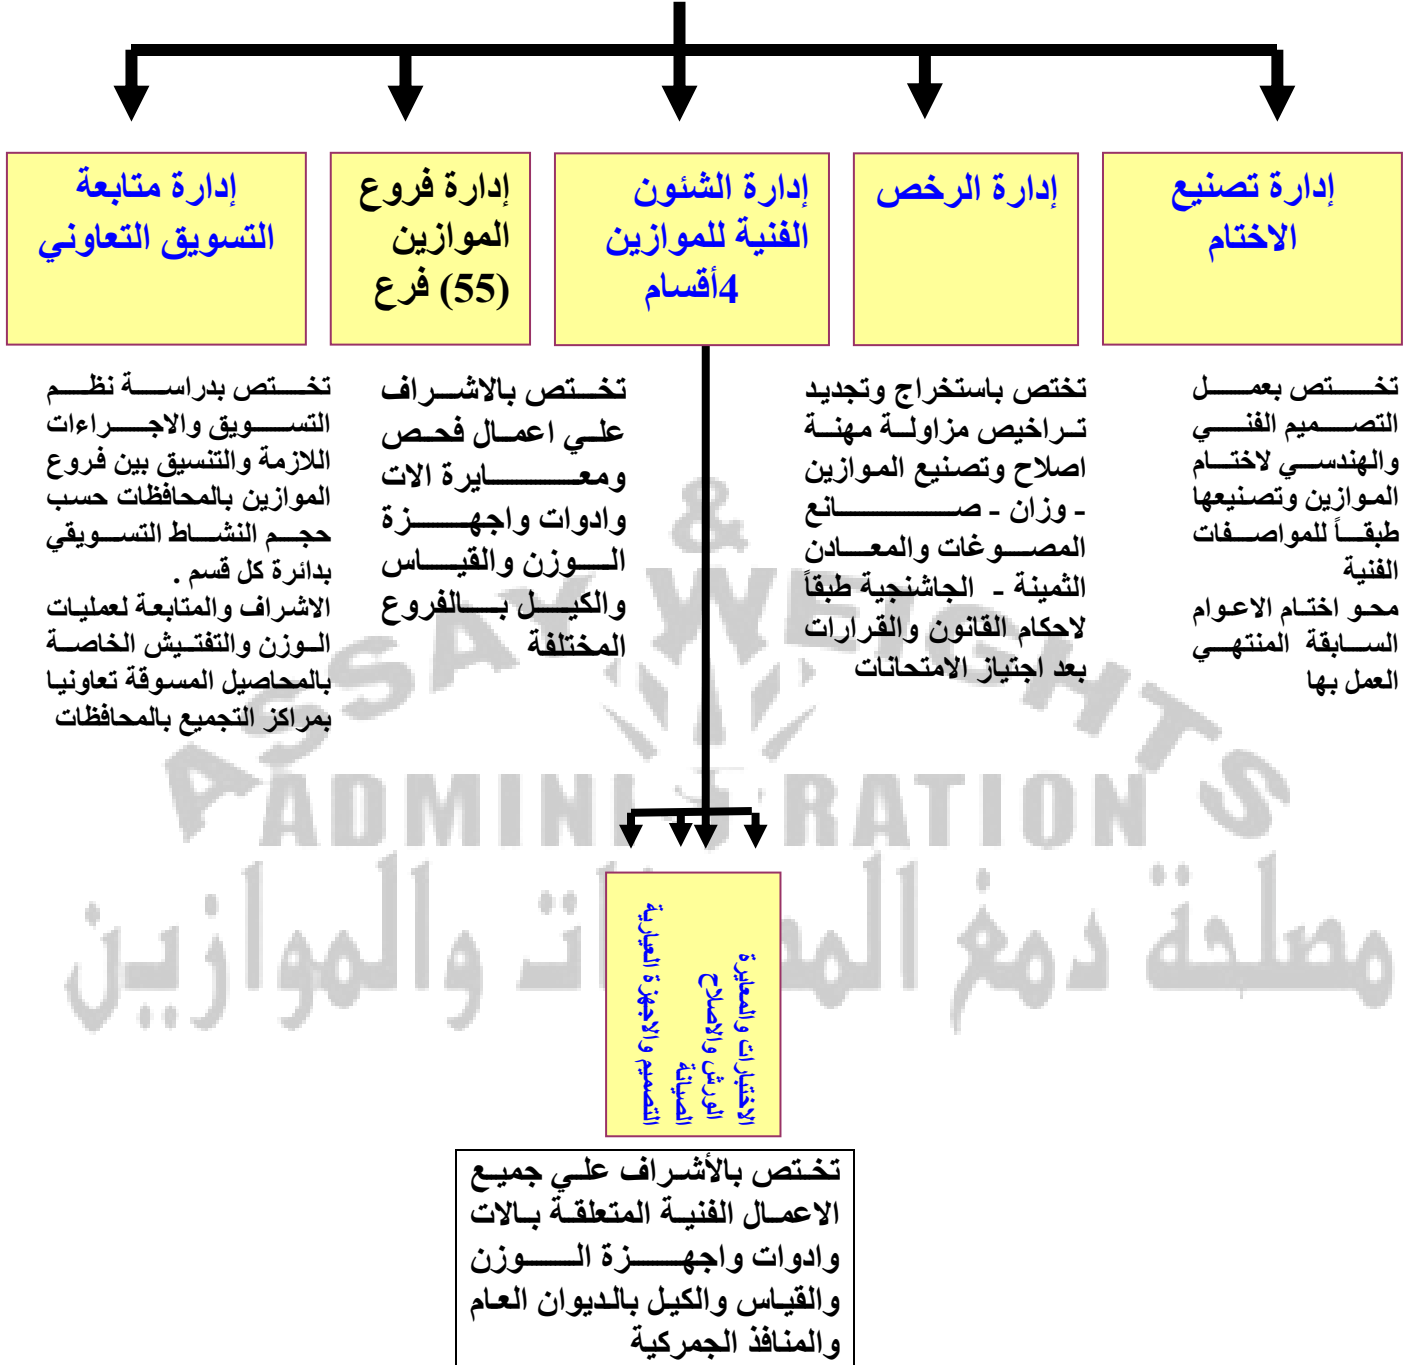 إدارة تصنيع
الاختام
إدارة الرخص
إدارة الشئون
الفنية للموازين
4أقسام
إدارة فروع
الموازين
(55) فرع
إدارة متابعة
التسويق التعاوني
تختص بعمل
التصميم الفني
والهندسي لاختام
الموازين وتصنيعها
طبقاً للمواصفات
الفنية
محو اختام الاعوام
السابقة المنتهي
العمل بها
تختص باستخراج وتجديد
تراخيص مزاولة مهنة
اصلاح وتصنيع الموازين
- وزان - صانع
المصوغات والمعادن
الثمينة - الجاشنجية طبقاً
لاحكام القانون والقرارات
بعد اجتياز الامتحانات
تختص بالاشراف
علي اعمال فحص
ومعايرة الات
وادوات واجهزة
الوزن والقياس
والكيل بالفروع
المختلفة
تختص بدراسة نظم
التسويق والاجراءات
اللازمة والتنسيق بين فروع
الموازين بالمحافظات حسب
حجم النشاط التسويقي
بدائرة كل قسم .
الاشراف والمتابعة لعمليات
الوزن والتفتيش الخاصة
بالمحاصيل المسوقة تعاونيا
بمراكز التجميع بالمحافظات
ASSAY & WEIGHTS
ADMINI RATION
مصلحة دمغ المص ات والموازين
الاختبارات والمعايرة
الورش والاصلاح
الصيانة
التصميم والاجهزة العيارية
تختص بالأشراف علي جميع
الاعمال الفنية المتعلقة بالات
وادوات واجهزة الوزن
والقياس والكيل بالديوان العام
والمنافذ الجمركية